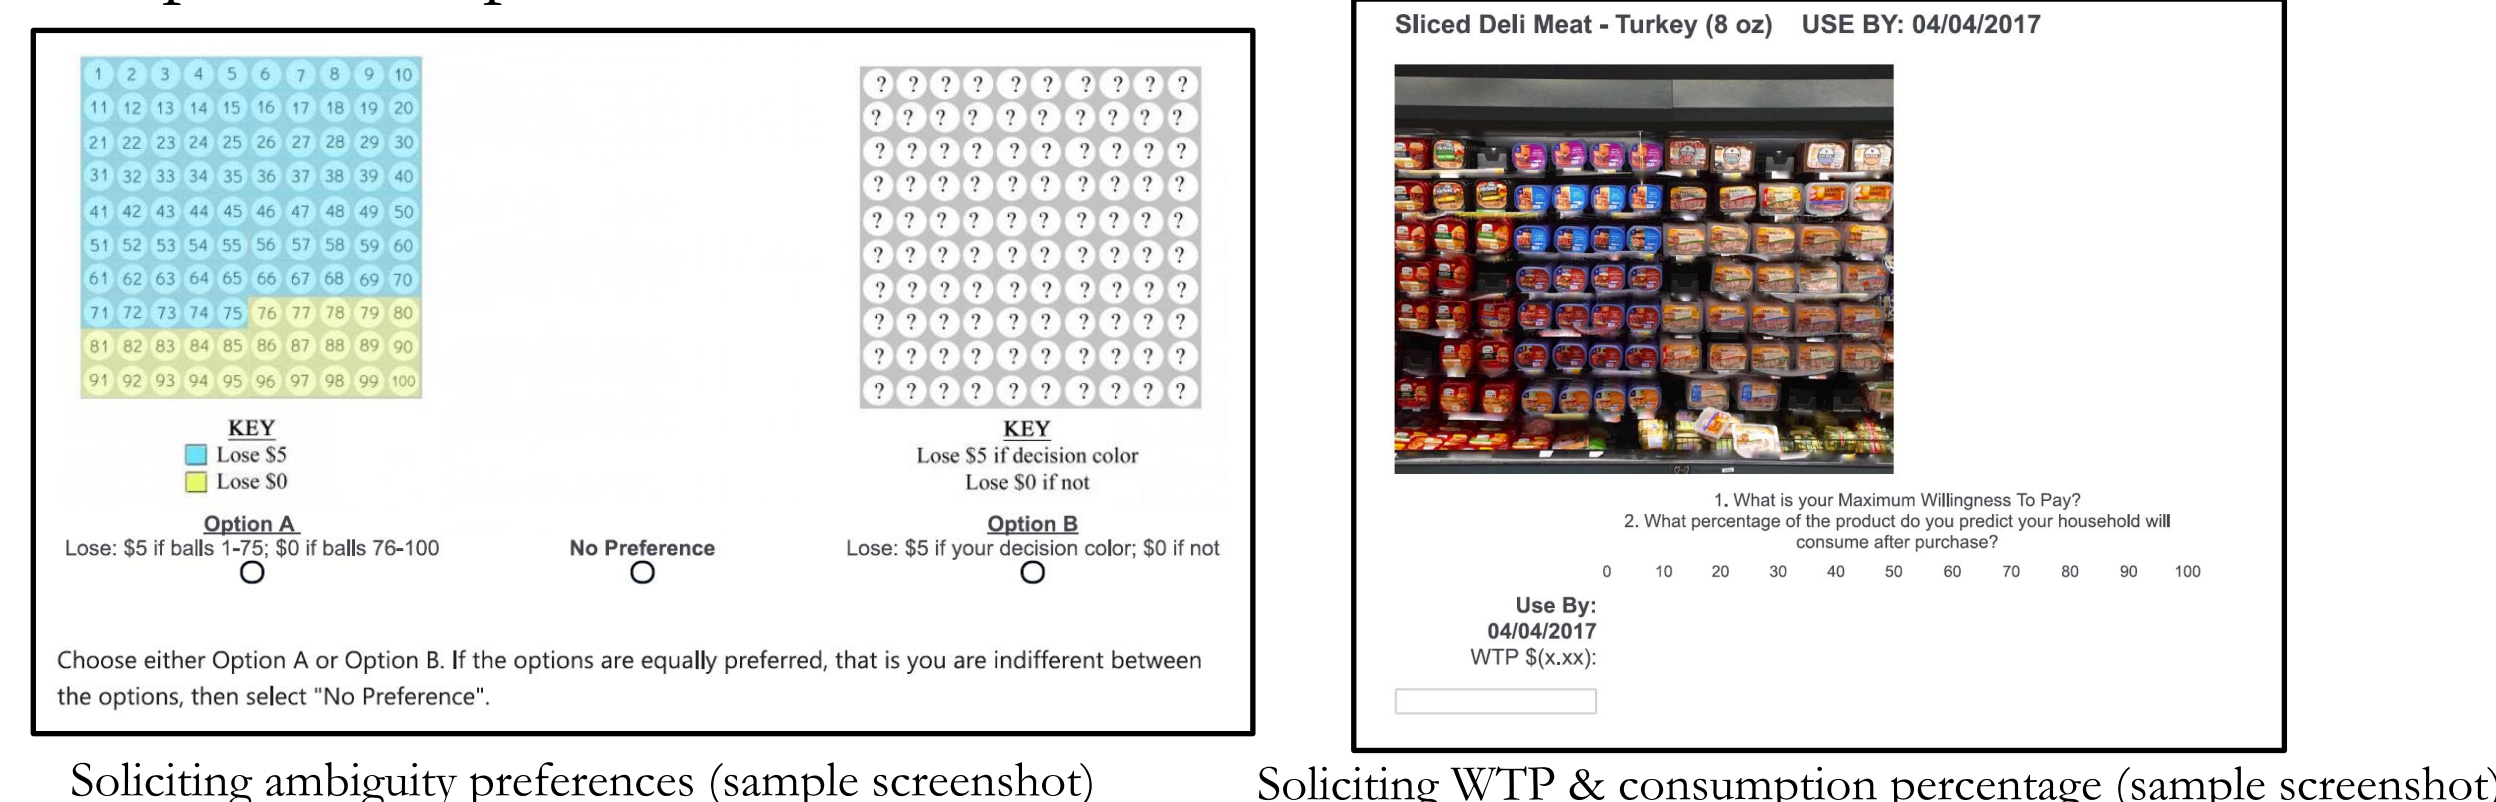 1 2 3 4 5 6 7 8 9 10
11 12 13 14 15 16 17 18 19 20
21 22 23 24 25 26 27 28 29 30
31 32 33 34 35 36 37 38 39 40
41 42 43 44 45 46 47 48 49 50
51 52 53 54 55 56 57 58 59 60
61 62 63 64 65 66 67 68 69 70
71 72 73 74 75 76 77 78 79 80
81 82 83 84 85 86 87 88 89 90
91 92 93 94 95 96 97 98 99 100
KEY
Lose $5
Lose $0
Option A
Lose: $5 if balls 1-75; $0 if balls 76-100
No Preference
? ? ? ? ? ? ? ? ? ?
? ? ? ? ? ? ? ? ? ?
? ? ? ? ? ? ? ? ? ?
? ? ? ? ? ? ? ? ? ?
? ? ? ? ? ? ? ? ? ?
? ? ? ? ? ? ? ? ? ?
? ? ? ? ? ? ? ? ? ?
? ? ? ? ? ? ? ? ? ?
? ? ? ? ? ? ? ? ? ?
? ? ? ? ? ? ? ? ? ?
KEY
Lose $5 if decision color
Lose $0 if not
Option B
Lose: $5 if your decision color; $0 if not
Choose either Option A or Option B. If the options are equally preferred, that is you are indifferent between
the options, then select "No Preference".
Soliciting ambiguity preferences (sample screenshot)
Sliced Deli Meat - Turkey (8 oz) USE BY: 04/04/2017
1. What is your Maximum Willingness To Pay?
2. What percentage of the product do you predict your household will
consume after purchase?
0 10 20 30 40 50 60 70 80 90 100
Use By:
04/04/2017
WTP $(x.xx):
Soliciting WTP & consumption percentage (sample screenshot)